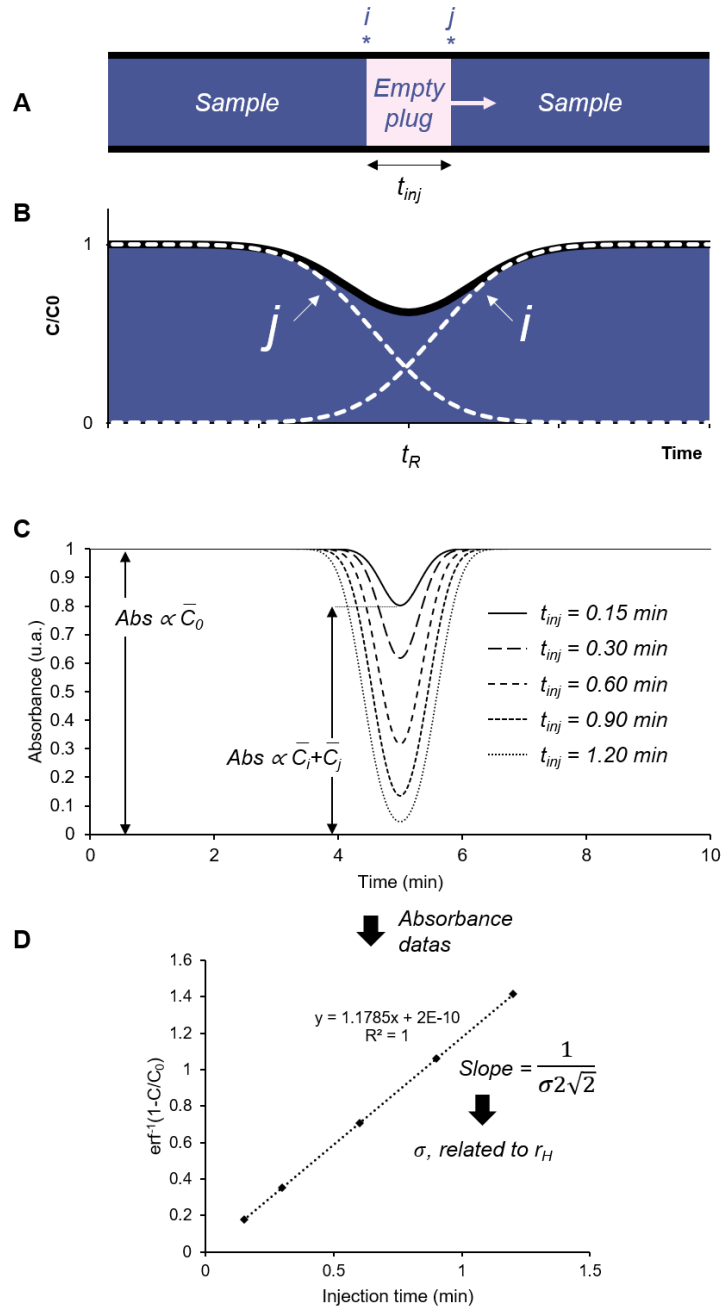 i j
* *
A
Sample
Empty
plug
Sample
t_inj
B
1
C/C0
j
i
0
t_R
Time
C
1
0.9
0.8
0.7
0.6
0.5
0.4
0.3
0.2
0.1
0
Absorbance (u.a.)
Abs ∝ C̅_0
Abs ∝ C̅_i+C̅_j
t_inj = 0.15 min
t_inj = 0.30 min
t_inj = 0.60 min
t_inj = 0.90 min
t_inj = 1.20 min
0 2 4 6 8 10
Time (min)
Absorbance
datas
D
1.6
1.4
1.2
1
0.8
0.6
0.4
0.2
0
erf⁻¹(1-C/C₀)
y = 1.1785x + 2E-10
R² = 1
Slope = 1/(σ2√2)
σ, related to r_H
0 0.5 1 1.5
Injection time (min)